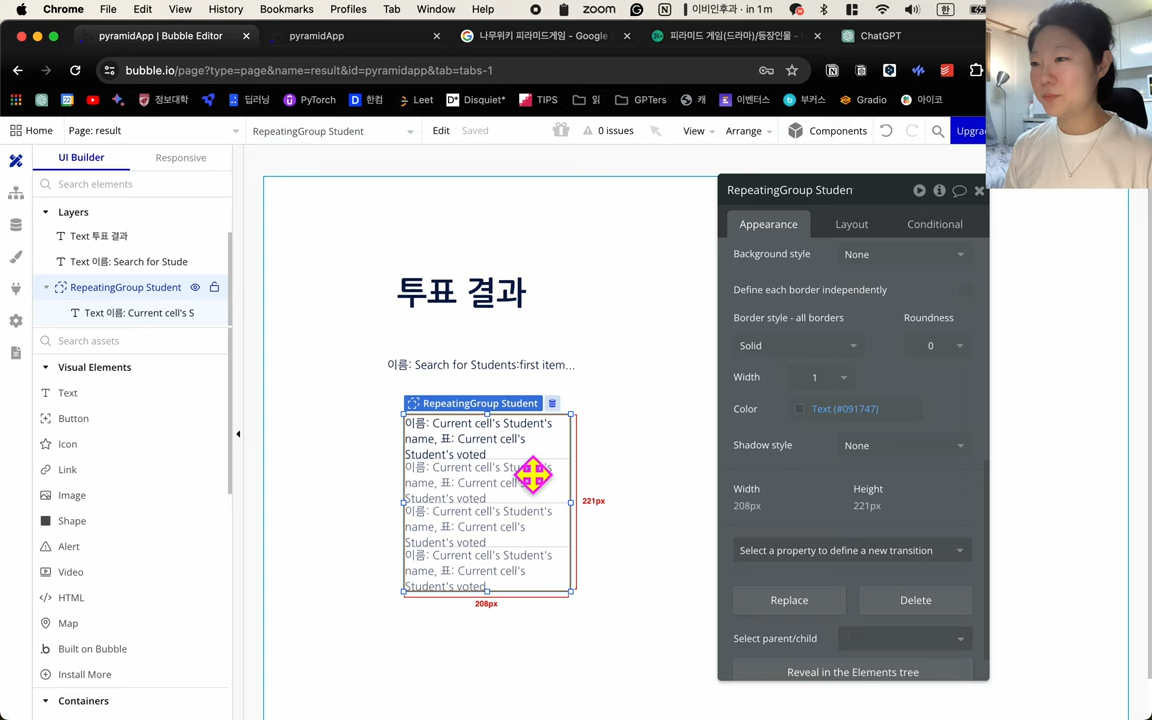 Chrome File Edit View History Bookmarks Profiles Tab Window Help zoom 이비인후과 • in 1m 한
pyramidApp | Bubble Editor pyramidApp 나무위키 피라미드게임 - Google 피라미드 게임(드라마)/등장인물 - ChatGPT
bubble.io/page?type=page&name=result&id=pyramidapp&tab=tabs-1
정보대학 딥러닝 PyTorch 한컴 Leet Disquiet* TIPS 읽 GPTers 캐 이벤터스 부커스 Gradio 아이코
Home Page: result RepeatingGroup Student Edit Saved 0 issues View Arrange Components Upgra
UI Builder Responsive
Search elements
Layers
Text 투표 결과
Text 이름: Search for Stude
RepeatingGroup Student
Text 이름: Current cell's S
Search assets
Visual Elements
Text
Button
Icon
Link
Image
Shape
Alert
Video
HTML
Map
Built on Bubble
Install More
Containers
투표 결과
이름: Search for Students:first item...
RepeatingGroup Student
이름: Current cell's Student's
name, 표: Current cell's
Student's voted
이름: Current cell's Student's
name, 표: Current cell's
Student's voted
이름: Current cell's Student's
name, 표: Current cell's
Student's voted
이름: Current cell's Student's
name, 표: Current cell's
Student's voted
221px
208px
RepeatingGroup Studen
Appearance Layout Conditional
Background style None
Define each border independently
Border style - all borders Roundness
Solid 0
Width 1
Color Text (#091747)
Shadow style None
Width Height
208px 221px
Select a property to define a new transition
Replace Delete
Select parent/child
Reveal in the Elements tree